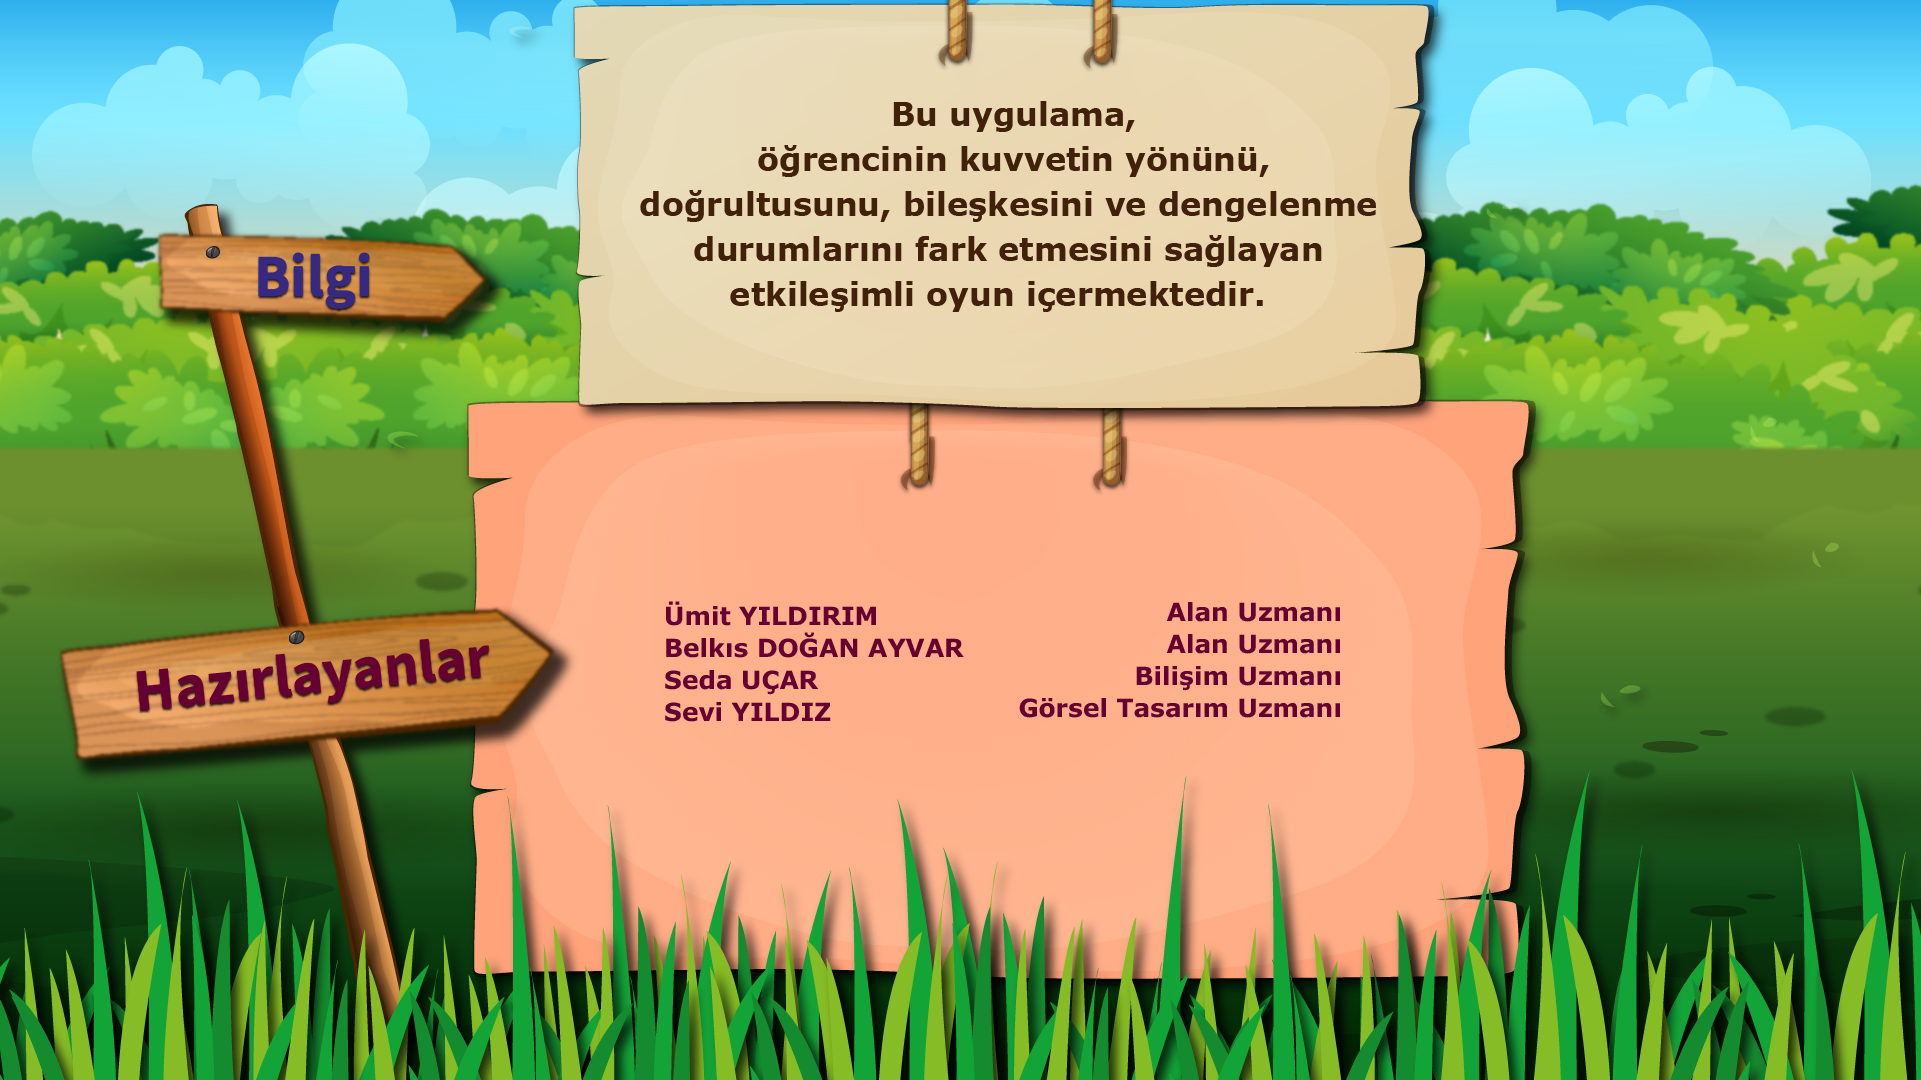 Bilgi
Bu uygulama,
öğrencinin kuvvetin yönünü,
doğrultusunu, bileşkesini ve dengelenme
durumlarını fark etmesini sağlayan
etkileşimli oyun içermektedir.
Hazırlayanlar
Ümit YILDIRIM Alan Uzmanı
Belkıs DOĞAN AYVAR Alan Uzmanı
Seda UÇAR Bilişim Uzmanı
Sevi YILDIZ Görsel Tasarım Uzmanı